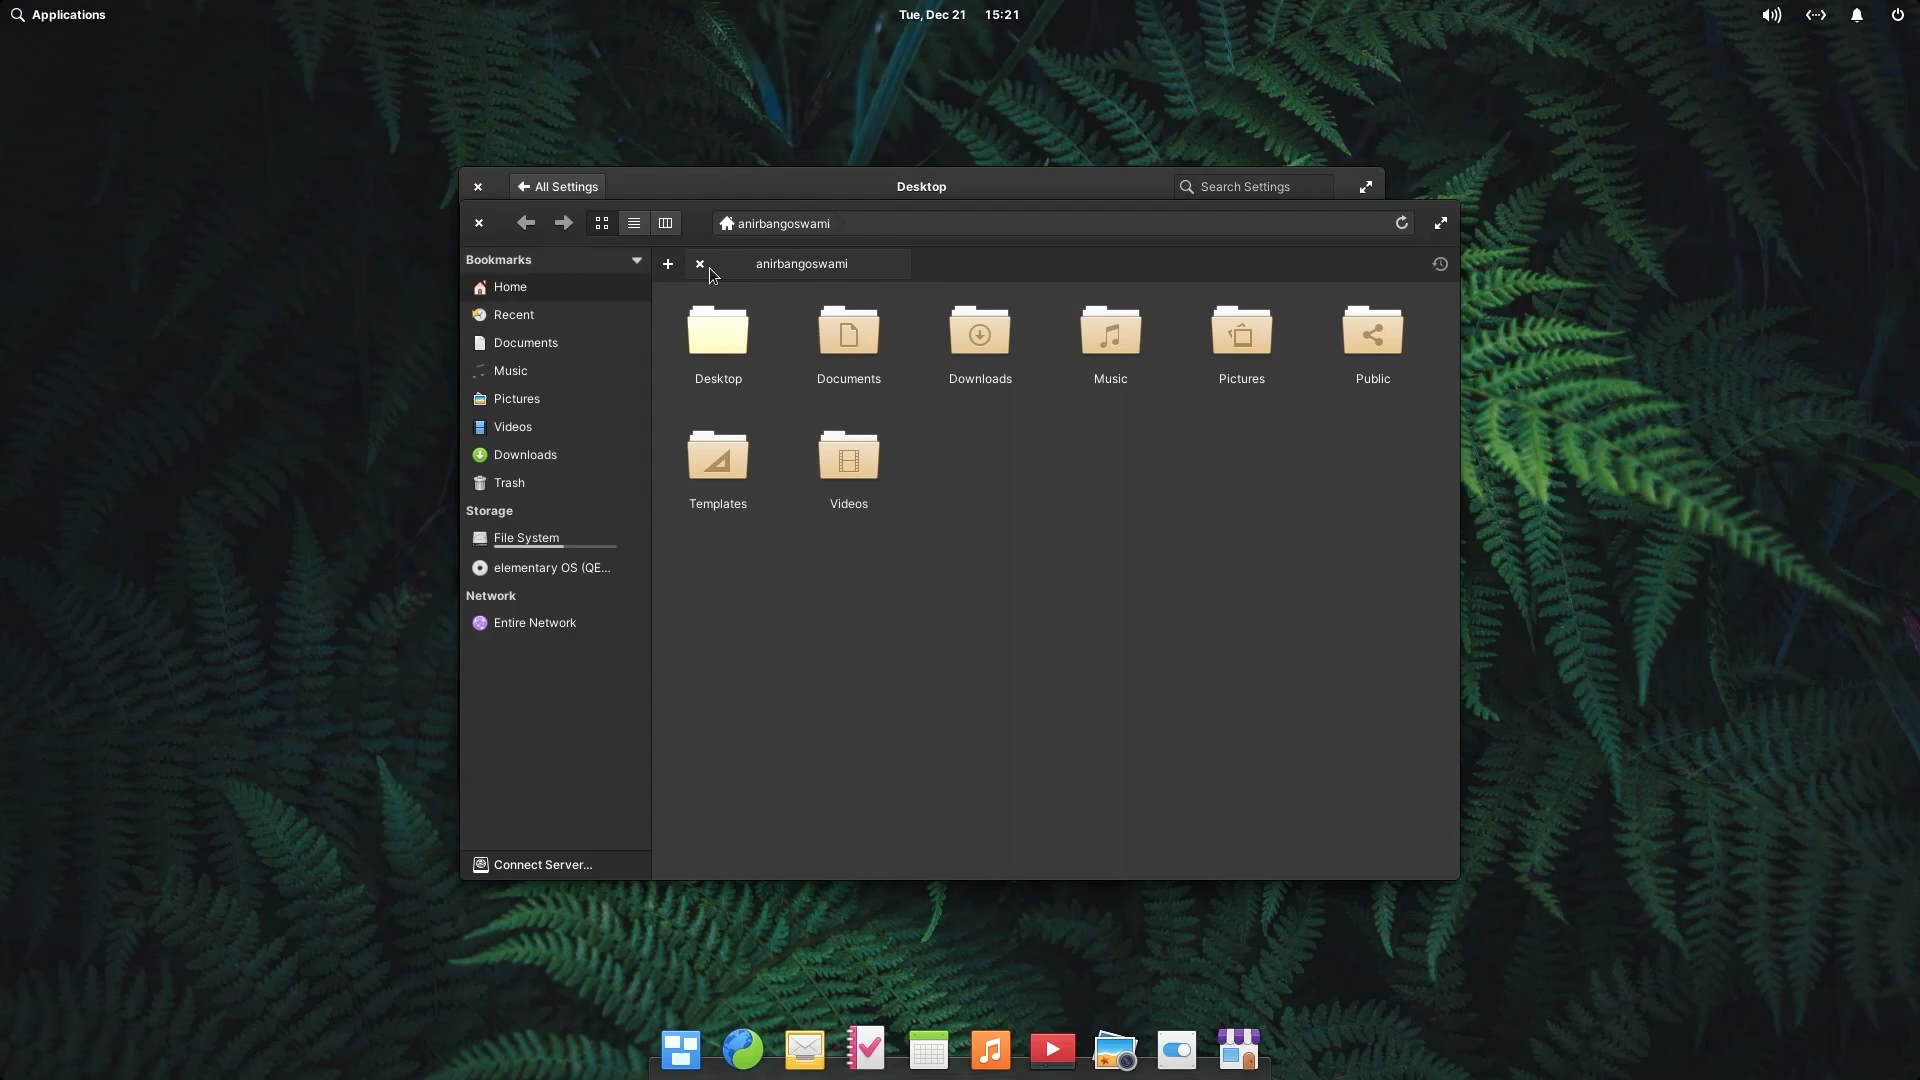 Applications
Tue, Dec 21 15:21
All Settings
Desktop
Search Settings
anirbangoswami
Bookmarks
anirbangoswami
Home
Recent
Documents
Music
Pictures
Videos
Downloads
Trash
Storage
File System
elementary OS (QE...
Network
Entire Network
Connect Server...
Desktop
Documents
Downloads
Music
Pictures
Public
Templates
Videos